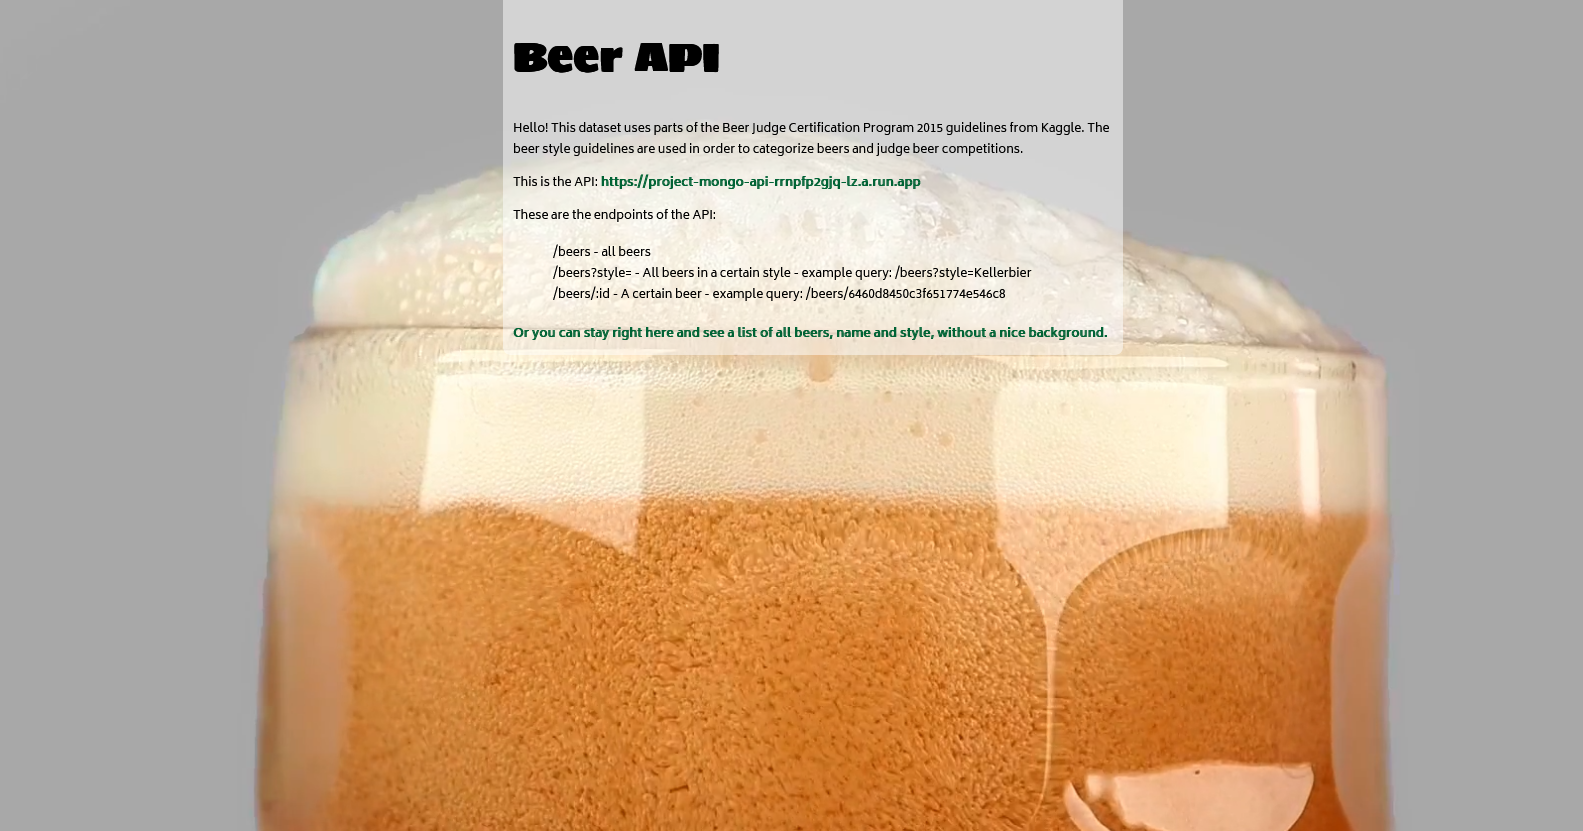 Beer API
Hello! This dataset uses parts of the Beer Judge Certification Program 2015 guidelines from Kaggle. The
beer style guidelines are used in order to categorize beers and judge beer competitions.
This is the API: https://project-mongo-api-rrnpfp2gjq-lz.a.run.app
These are the endpoints of the API:
/beers - all beers
/beers?style= - All beers in a certain style - example query: /beers?style=Kellerbier
/beers/:id - A certain beer - example query: /beers/6460d8450c3f651774e546c8
Or you can stay right here and see a list of all beers, name and style, without a nice background.